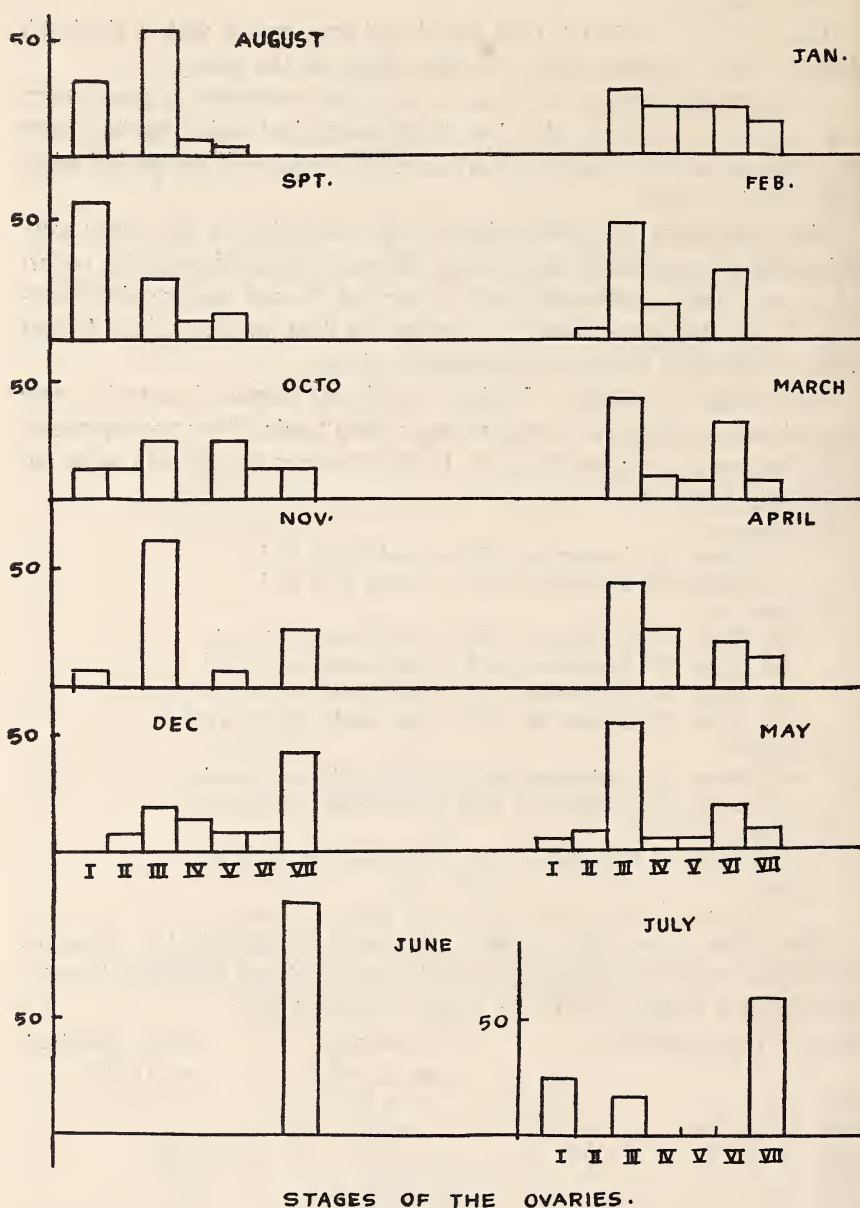 50 AUGUST JAN.
50 SPT. FEB.
50 OCTO MARCH
50 NOV. APRIL
50 DEC MAY
I II III IV V VI VII I II III IV V VI VII
50 JUNE 50 JULY
I II III IV V VI VII
STAGES OF THE OVARIES.